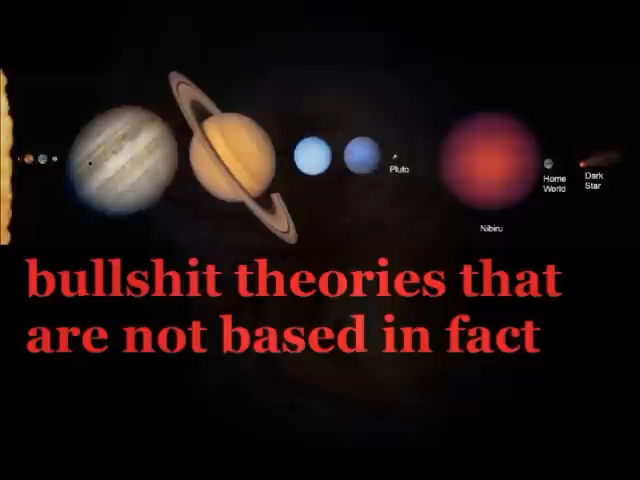 Pluto
Home
World
Dark
Star
Nibiru
bullshit theories that
are not based in fact